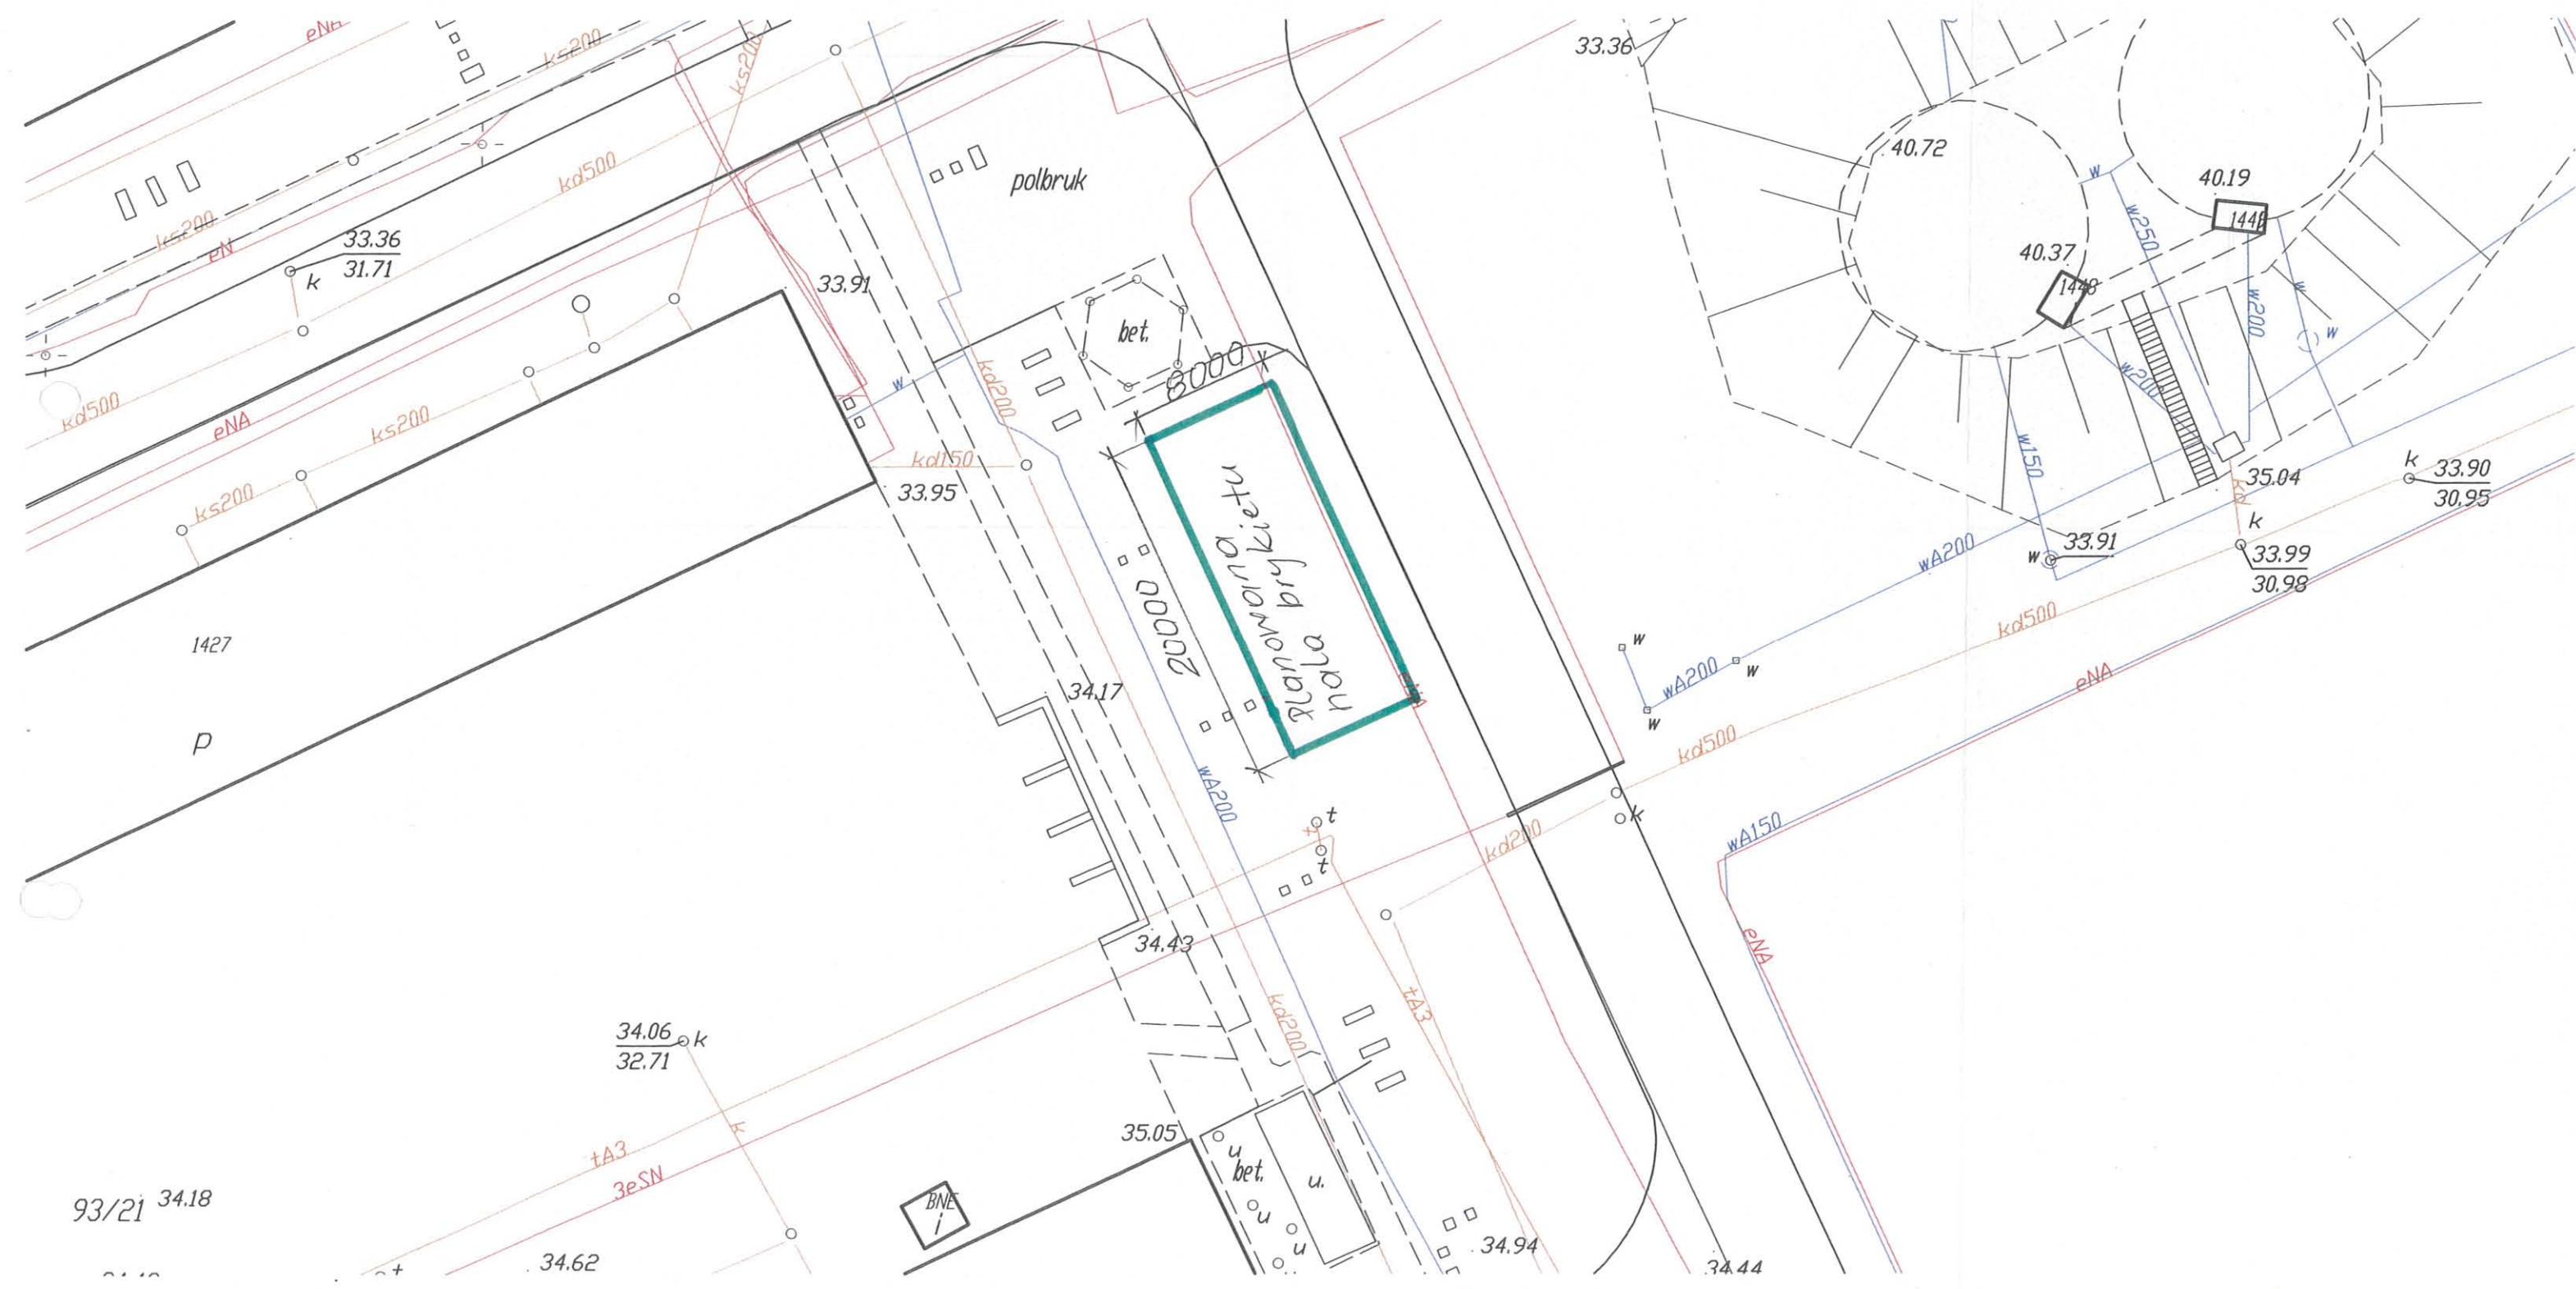 eNA
ks200
ks200
33.36
40.72
kd500
polbruk
40.19
1448
w
w250
ks200
eN
33.36
31.71
k
33.91
40.37
1448
w
w200
w
bet.
8000
w200
kd200
w
kd500
eNA
ks200
kd150
33.95
w150
35.04
k
33.90
30.95
kd
k
ks200
Planowana
hala brykietu
20000
wA200
w
33.91
33.99
30.98
kd500
1427
w
wA200
w
w
eNA
34.17
eNA
p
kd500
wA200
t
k
wA150
t
kd200
34.43
eNA
tA3
kd200
34.06
32.71
k
k
35.05
u
bet.
u.
tA3
3eSN
BNE
i
u
u
93/21
34.18
34.62
34.94
34.44
t